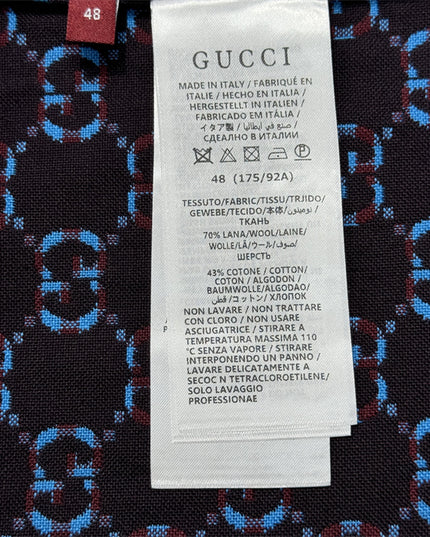 48
GUCCI
MADE IN ITALY / FABRIQUÉ EN
ITALIE / HECHO EN ITALIA /
HERGESTELLT IN ITALIEN /
FABRICADO EM ITÁLIA /
イタア製 / صنع في ايطاليا /
СДЕЛАНО В ИТАЛИИ
48 (175/92A)
TESSUTO/FABRIC/TISSU/TRJIDO/
GEWEBE/TECIDO/本体/نومبيدون/
ТКАНЬ
70% LANA/WOOL/LAINE/
WOLLE/LÃ/ウール/صوف/
ШЕРСТЬ
43% COTONE / COTTON/
COTON / ALGODON /
BAUMWOLLE/ALGODAO/
قطن/コットン/ ХЛОПОК
NON LAVARE / NON TRATTARE
CON CLORO / NON USARE
ASCIUGATRICE / STIRARE A
TEMPERATURA MASSIMA 110
°C SENZA VAPORE / STIRARE
INTERPONENDO UN PANNO /
LAVARE DELICATAMENTE A
SECOC N TETRACLOROETILENE/
SOLO LAVAGGIO
PROFESSIONAE